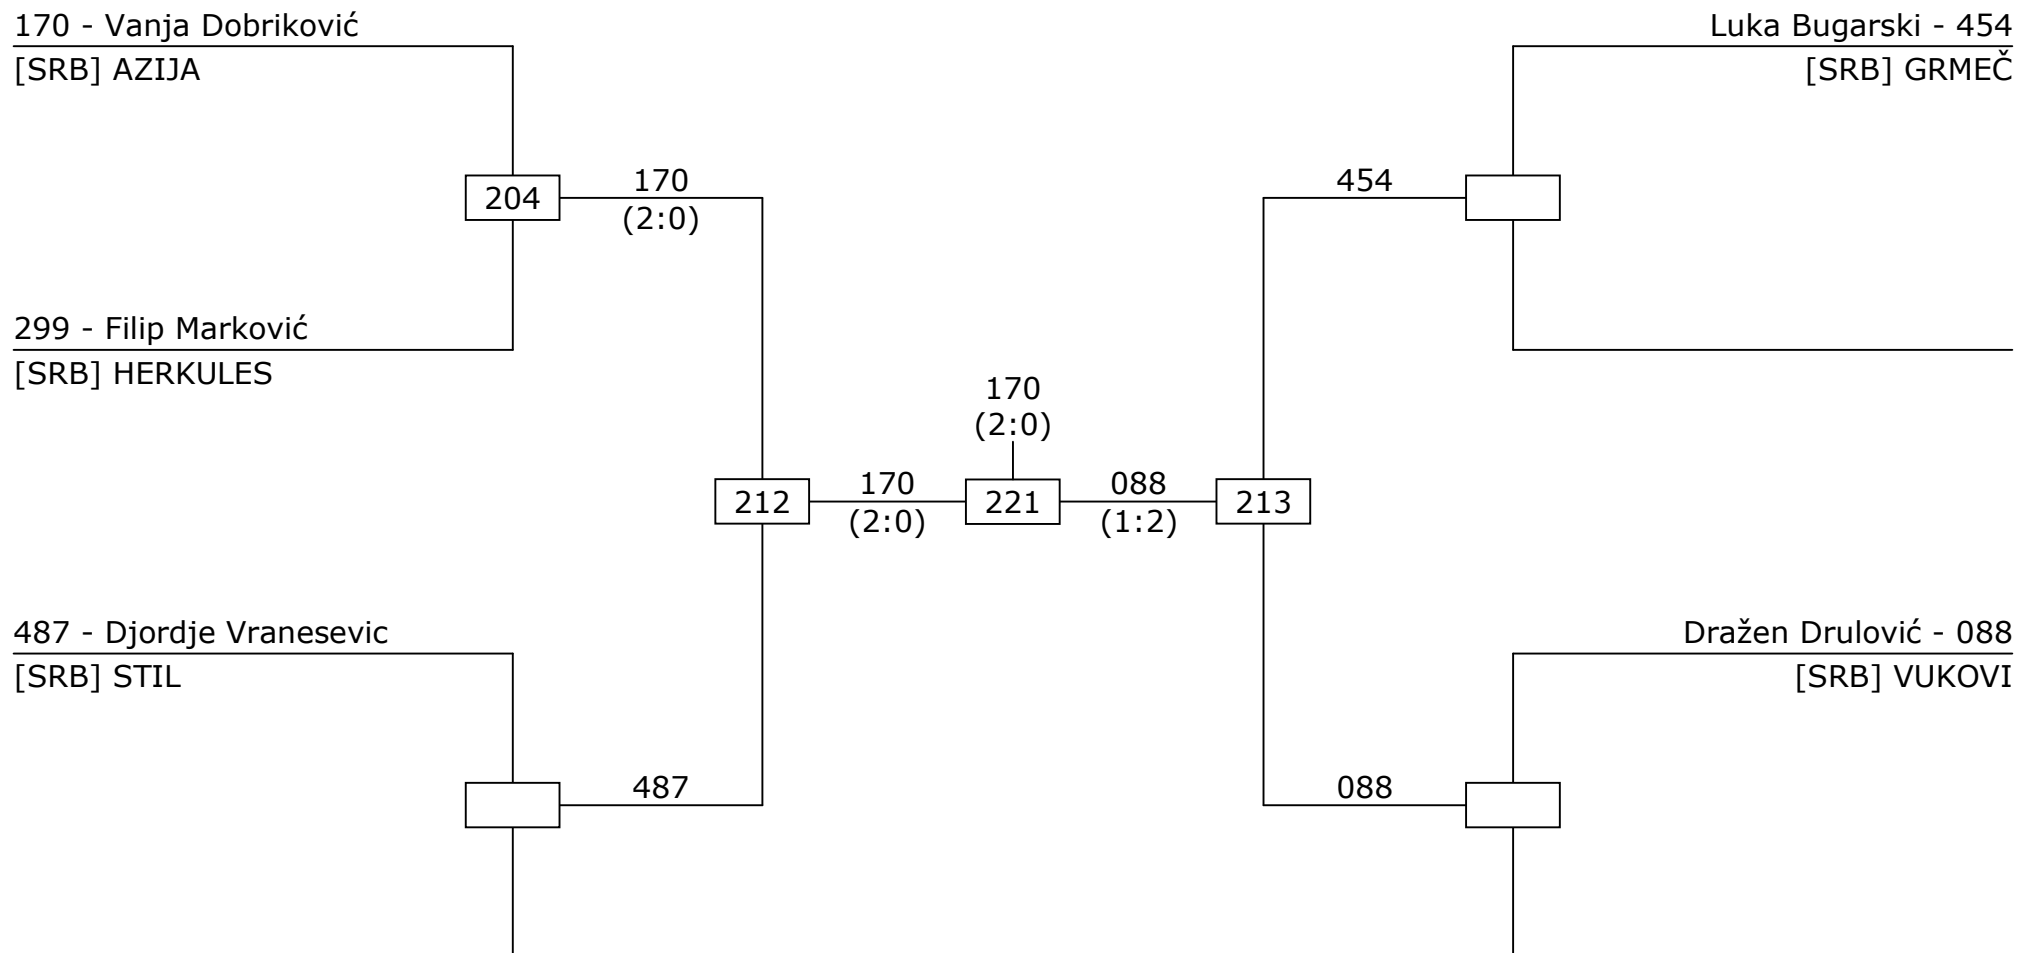 170 - Vanja Dobriković
[SRB] AZIJA
Luka Bugarski - 454
[SRB] GRMEČ
204
170
(2:0)
454
299 - Filip Marković
[SRB] HERKULES
170
(2:0)
212
170
(2:0)
221
088
(1:2)
213
487 - Djordje Vranesevic
[SRB] STIL
Dražen Drulović - 088
[SRB] VUKOVI
487
088